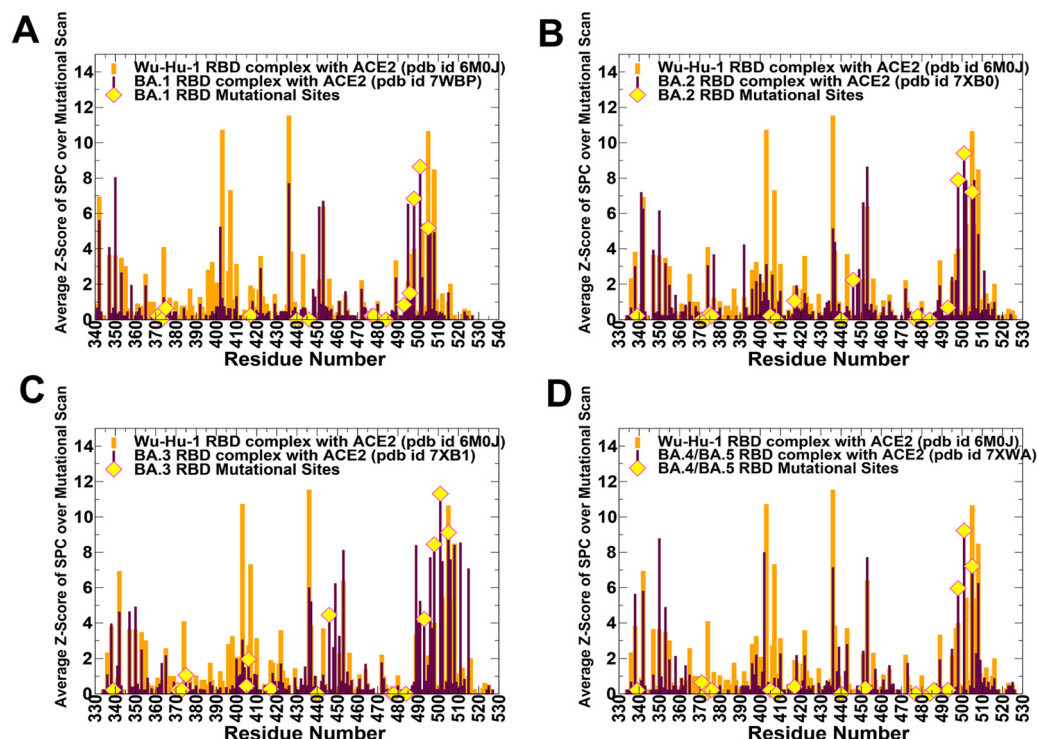 A
Average Z-Score of SPC over Mutational Scan
14
12
10
8
6
4
2
0
Wu-Hu-1 RBD complex with ACE2 (pdb id 6M0J)
BA.1 RBD complex with ACE2 (pdb id 7WBP)
BA.1 RBD Mutational Sites
340 350 360 370 380 390 400 410 420 430 440 450 460 470 480 490 500 510 520 530 540
Residue Number
B
Average Z-Score of SPC over Mutational Scan
14
12
10
8
6
4
2
0
Wu-Hu-1 RBD complex with ACE2 (pdb id 6M0J)
BA.2 RBD complex with ACE2 (pdb id 7XB0)
BA.2 RBD Mutational Sites
330 340 350 360 370 380 390 400 410 420 430 440 450 460 470 480 490 500 510 520 530
Residue Number
C
Average Z-Score of SPC over Mutational Scan
14
12
10
8
6
4
2
0
Wu-Hu-1 RBD complex with ACE2 (pdb id 6M0J)
BA.3 RBD complex with ACE2 (pdb id 7XB1)
BA.3 RBD Mutational Sites
330 340 350 360 370 380 390 400 410 420 430 440 450 460 470 480 490 500 510 520 530
Residue Number
D
Average Z-Score of SPC over Mutational Scan
14
12
10
8
6
4
2
0
Wu-Hu-1 RBD complex with ACE2 (pdb id 6M0J)
BA.4/BA.5 RBD complex with ACE2 (pdb id 7XWA)
BA.4/BA.5 RBD Mutational Sites
330 340 350 360 370 380 390 400 410 420 430 440 450 460 470 480 490 500 510 520 530
Residue Number